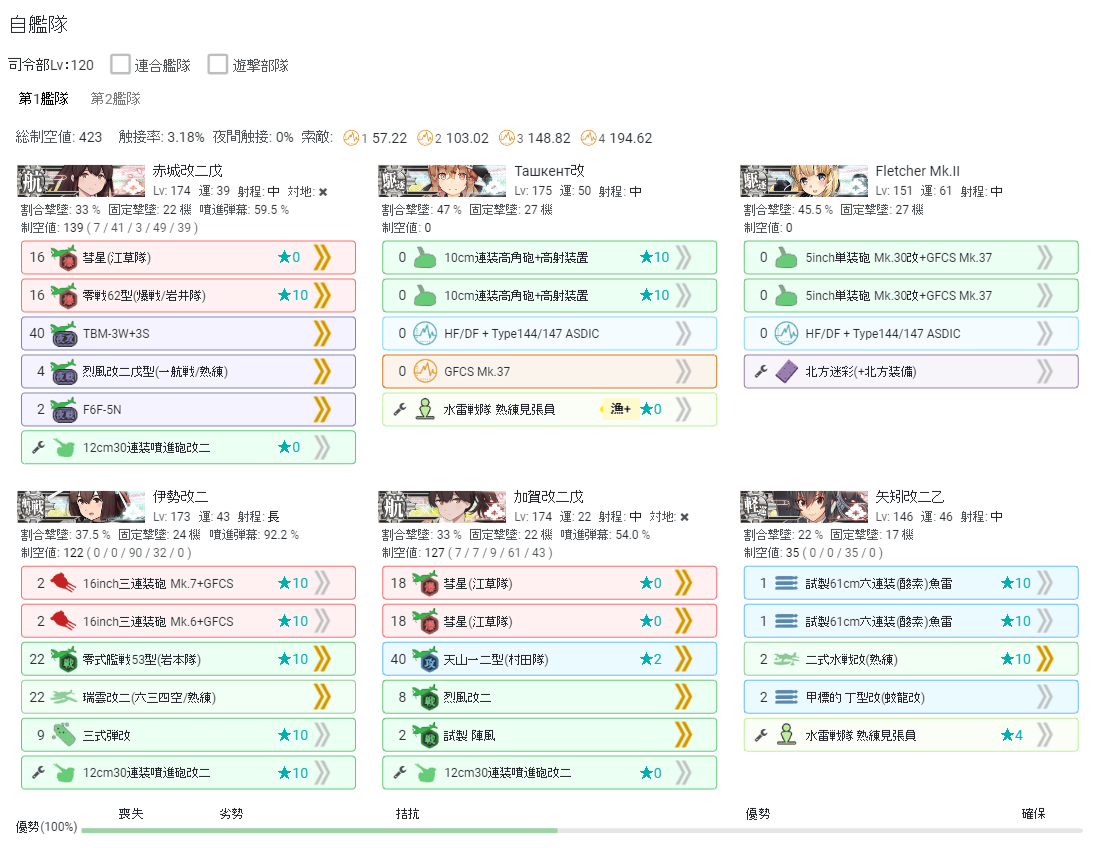 自艦隊
司令部Lv:120 連合艦隊 遊撃部隊
第1艦隊 第2艦隊
総制空値: 423 触接率: 3.18% 夜間触接: 0% 索敵: 1 57.22 2 103.02 3 148.82 4 194.62
航
赤城改二戊
Lv: 174 運: 39 射程: 中 対地: ✖
割合撃墜: 33 % 固定撃墜: 22 機 噴進弾幕: 59.5 %
制空値: 139 ( 7 / 41 / 3 / 49 / 39 )
16 爆 彗星(江草隊) ★0
16 爆 零戦62型(爆戦/岩井隊) ★10
40 夜攻 TBM-3W+3S
4 夜戦 烈風改二戊型(一航戦/熟練)
2 夜戦 F6F-5N
12cm30連装噴進砲改二 ★0
駆逐
Ташкент改
Lv: 175 運: 50 射程: 中
割合撃墜: 47 % 固定撃墜: 27 機
制空値: 0
0 10cm連装高角砲+高射装置 ★10
0 10cm連装高角砲+高射装置 ★10
0 HF/DF + Type144/147 ASDIC
0 GFCS Mk.37
水雷戦隊 熟練見張員 漁+ ★0
駆逐
Fletcher Mk.II
Lv: 151 運: 61 射程: 中
割合撃墜: 45.5 % 固定撃墜: 27 機
制空値: 0
0 5inch単装砲 Mk.30改+GFCS Mk.37
0 5inch単装砲 Mk.30改+GFCS Mk.37
0 HF/DF + Type144/147 ASDIC
北方迷彩(+北方装備)
航戦
伊勢改二
Lv: 173 運: 43 射程: 長
割合撃墜: 37.5 % 固定撃墜: 24 機 噴進弾幕: 92.2 %
制空値: 122 ( 0 / 0 / 90 / 32 / 0 )
2 16inch三連装砲 Mk.7+GFCS ★10
2 16inch三連装砲 Mk.6+GFCS ★10
22 戦 零式艦戦53型(岩本隊) ★10
22 瑞雲改二(六三四空/熟練)
9 三式弾改 ★10
12cm30連装噴進砲改二 ★10
航
加賀改二戊
Lv: 174 運: 22 射程: 中 対地: ✖
割合撃墜: 33 % 固定撃墜: 22 機 噴進弾幕: 54.0 %
制空値: 127 ( 7 / 7 / 9 / 61 / 43 )
18 爆 彗星(江草隊) ★0
18 爆 彗星(江草隊) ★0
40 攻 天山一二型(村田隊) ★2
8 戦 烈風改二
2 戦 試製 陣風
12cm30連装噴進砲改二 ★0
軽巡
矢矧改二乙
Lv: 146 運: 46 射程: 中
割合撃墜: 22 % 固定撃墜: 17 機
制空値: 35 ( 0 / 0 / 35 / 0 )
1 試製61cm六連装(酸素)魚雷 ★10
1 試製61cm六連装(酸素)魚雷 ★10
2 二式水戦改(熟練) ★10
2 甲標的 丁型改(蛟龍改)
水雷戦隊 熟練見張員 ★4
喪失 劣勢 拮抗 優勢 確保
優勢(100%)